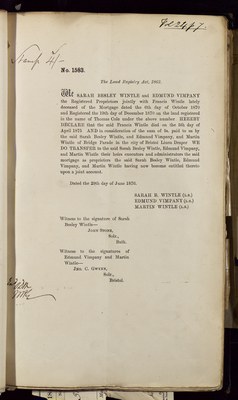 No. 1583.
The Land Registry Act, 1862.
We SARAH BESLEY WINTLE and EDMUND VIMPANY
the Registered Proprietors jointly with Francis Wintle lately
deceased of the Mortgage dated the 8th day of October 1870
and Registered the 19th day of December 1870 on the land registered
in the name of Thomas Cole under the above number HEREBY
DECLARE that the said Francis Wintle died on the 8th day of
April 1875 AND in consideration of the sum of 5s. paid to us by
the said Sarah Besley Wintle, and Edmund Vimpany, and Martin
Wintle of Bridge Parade in the city of Bristol Linen Draper WE
DO TRANSFER to the said Sarah Besley Wintle, Edmund Vimpany,
and Martin Wintle their heirs executors and administrators the said
mortgage as proprietors the said Sarah Besley Wintle, Edmund
Vimpany, and Martin Wintle having now become entitled thereto
upon a joint account
Dated the 29th day of June 1876.
SARAH B. WINTLE (L.S.)
EDMUND VIMPANY (L.S.)
MARTIN WINTLE (L.S.)
Witness to the signature of Sarah
Besley Wintle—
JOHN STONE,
Solr.,
Bath.
Witness to the signatures of
Edmund Vimpany and Martin
Wintle—
JNO. C. GWYNN,
Solr.,
Bristol.